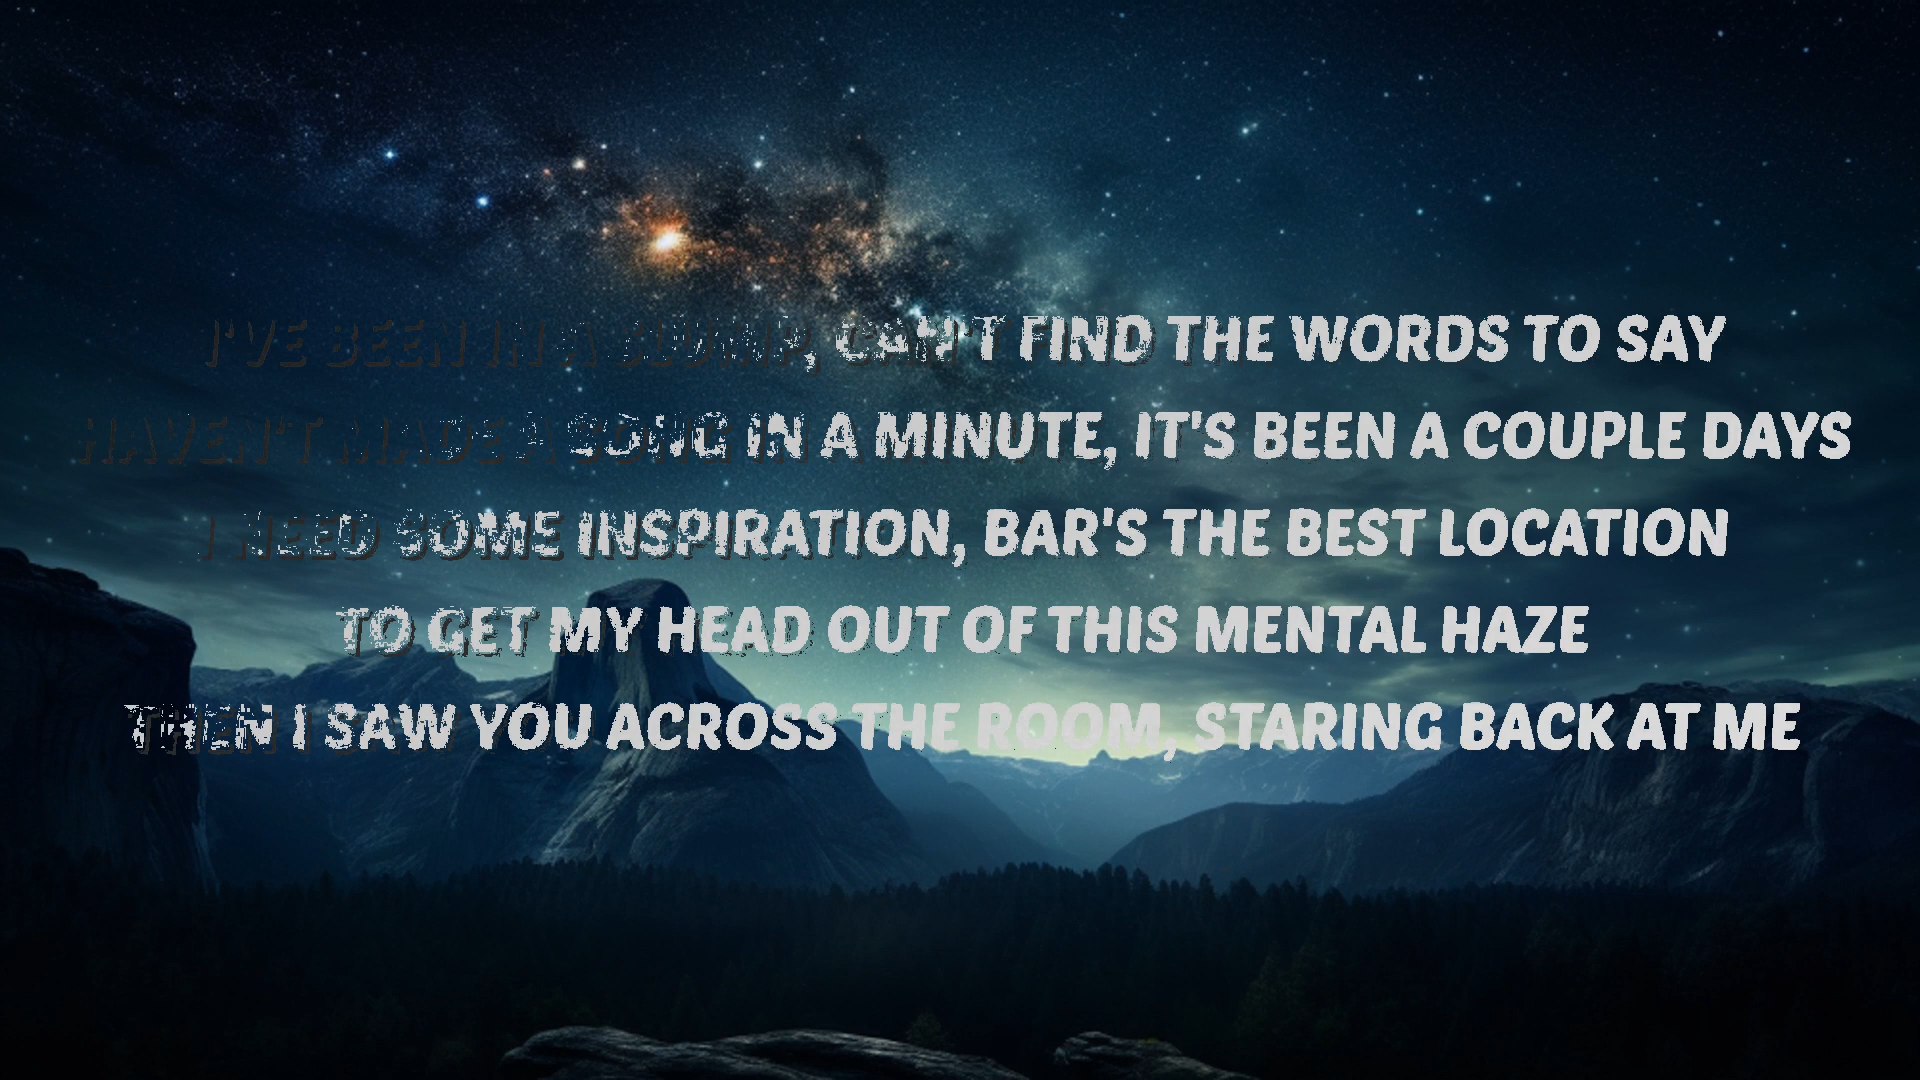 I'VE BEEN IN A SLUMP, CAN'T FIND THE WORDS TO SAY
HAVEN'T MADE A SONG IN A MINUTE, IT'S BEEN A COUPLE DAYS
I NEED SOME INSPIRATION, BAR'S THE BEST LOCATION
TO GET MY HEAD OUT OF THIS MENTAL HAZE
THEN I SAW YOU ACROSS THE ROOM, STARING BACK AT ME